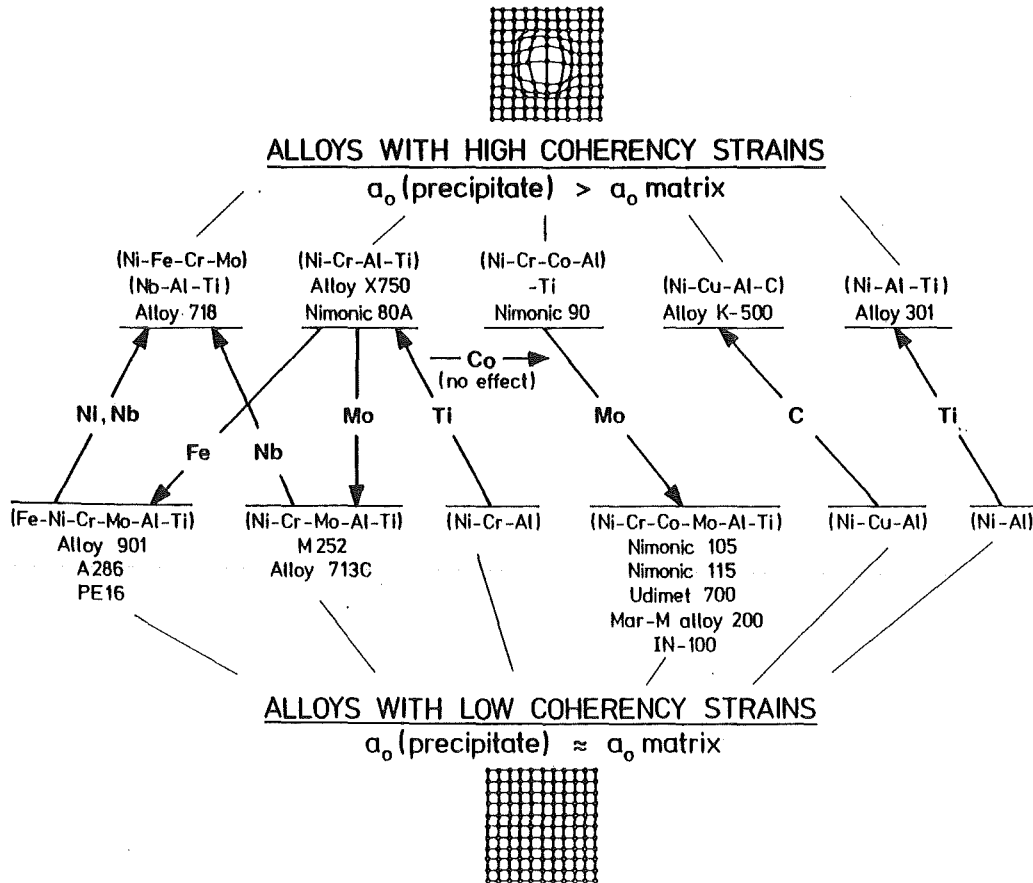 ALLOYS WITH HIGH COHERENCY STRAINS
a₀ (precipitate) > a₀ matrix
(Ni-Fe-Cr-Mo)
(Nb-Al-Ti)
Alloy 718
(Ni-Cr-Al-Ti)
Alloy X750
Nimonic 80A
(Ni-Cr-Co-Al)
-Ti
Nimonic 90
(Ni-Cu-Al-C)
Alloy K-500
(Ni-Al-Ti)
Alloy 301
Co
(no effect)
Ni, Nb
Fe
Nb
Mo
Ti
Mo
C
Ti
(Fe-Ni-Cr-Mo-Al-Ti)
Alloy 901
A286
PE16
(Ni-Cr-Mo-Al-Ti)
M252
Alloy 713C
(Ni-Cr-Al)
(Ni-Cr-Co-Mo-Al-Ti)
Nimonic 105
Nimonic 115
Udimet 700
Mar-M alloy 200
IN-100
(Ni-Cu-Al)
(Ni-Al)
ALLOYS WITH LOW COHERENCY STRAINS
a₀ (precipitate) ≈ a₀ matrix